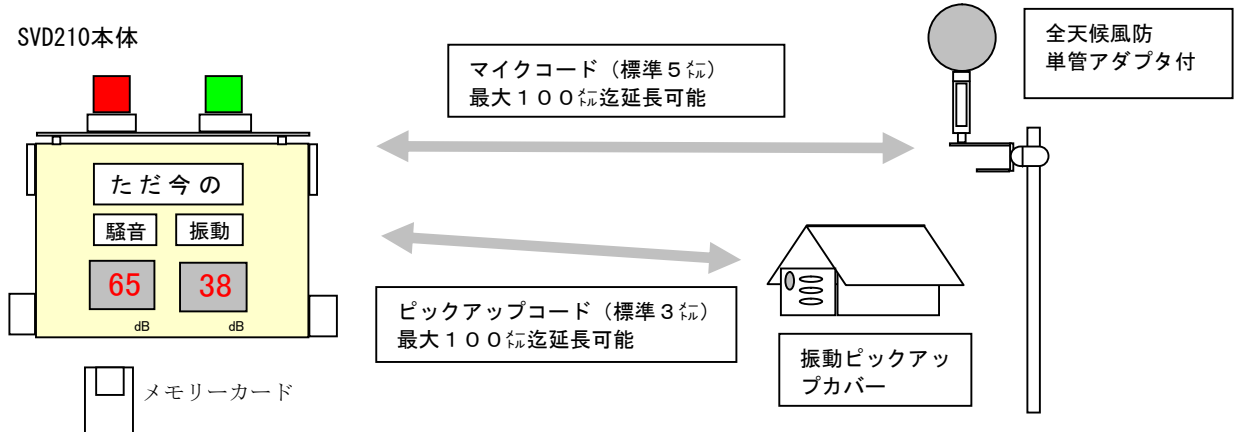 SVD210本体
マイクコード（標準５㍍）
最大１００㍍迄延長可能
全天候風防
単管アダプタ付
ただ今の
騒音
振動
65
38
dB
dB
ピックアップコード（標準３㍍）
最大１００㍍迄延長可能
振動ピックアッ
プカバー
メモリーカード